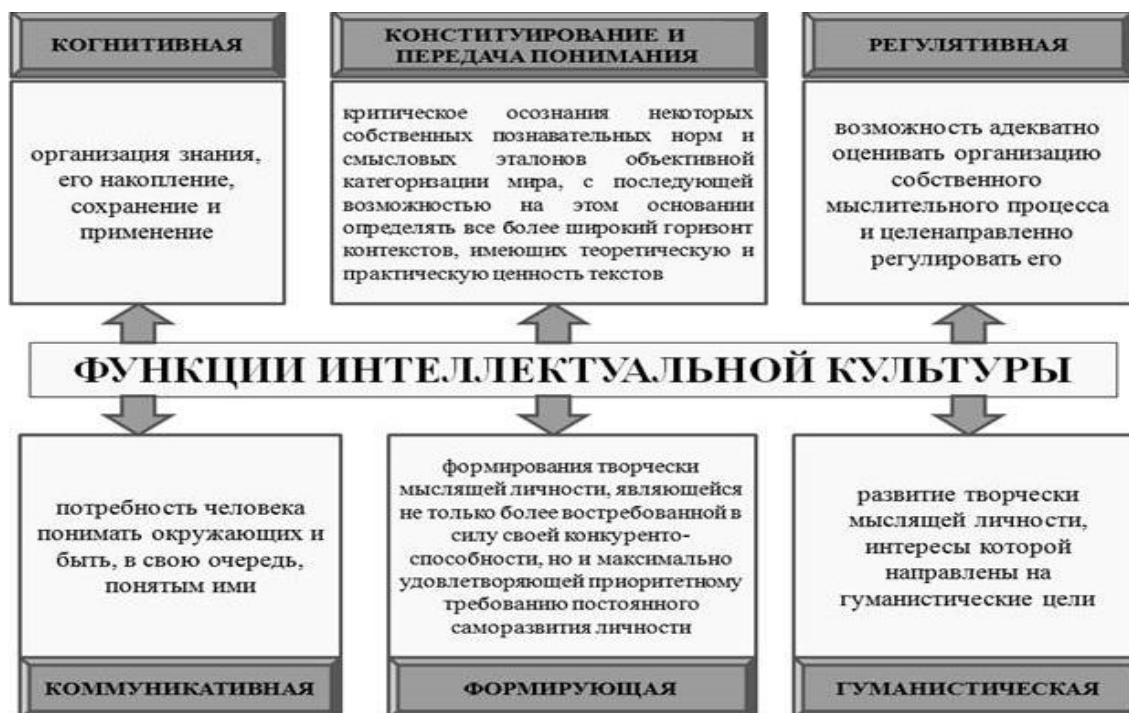 КОГНИТИВНАЯ
организация знания,
его накопление,
сохранение и
применение
КОНСТИТУИРОВАНИЕ И
ПЕРЕДАЧА ПОНИМАНИЯ
критическое осознания некоторых
собственных познавательных норм и
смысловых эталонов объективной
категоризации мира, с последующей
возможностью на этом основании
определять все более широкий горизонт
контекстов, имеющих теоретическую и
практическую ценность текстов
РЕГУЛЯТИВНАЯ
возможность адекватно
оценивать организацию
собственного
мыслительного процесса
и целенаправленно
регулировать его
ФУНКЦИИ ИНТЕЛЛЕКТУАЛЬНОЙ КУЛЬТУРЫ
потребность человека
понимать окружающих и
быть, в свою очередь,
понятым ими
КОММУНИКАТИВНАЯ
формирования творчески
мыслящей личности, являющейся
не только более востребованной в
силу своей конкуренто-
способности, но и максимально
удовлетворяющей приоритетному
требованию постоянного
саморазвития личности
ФОРМИРУЮЩАЯ
развитие творчески
мыслящей личности,
интересы которой
направлены на
гуманистические цели
ГУМАНИСТИЧЕСКАЯ